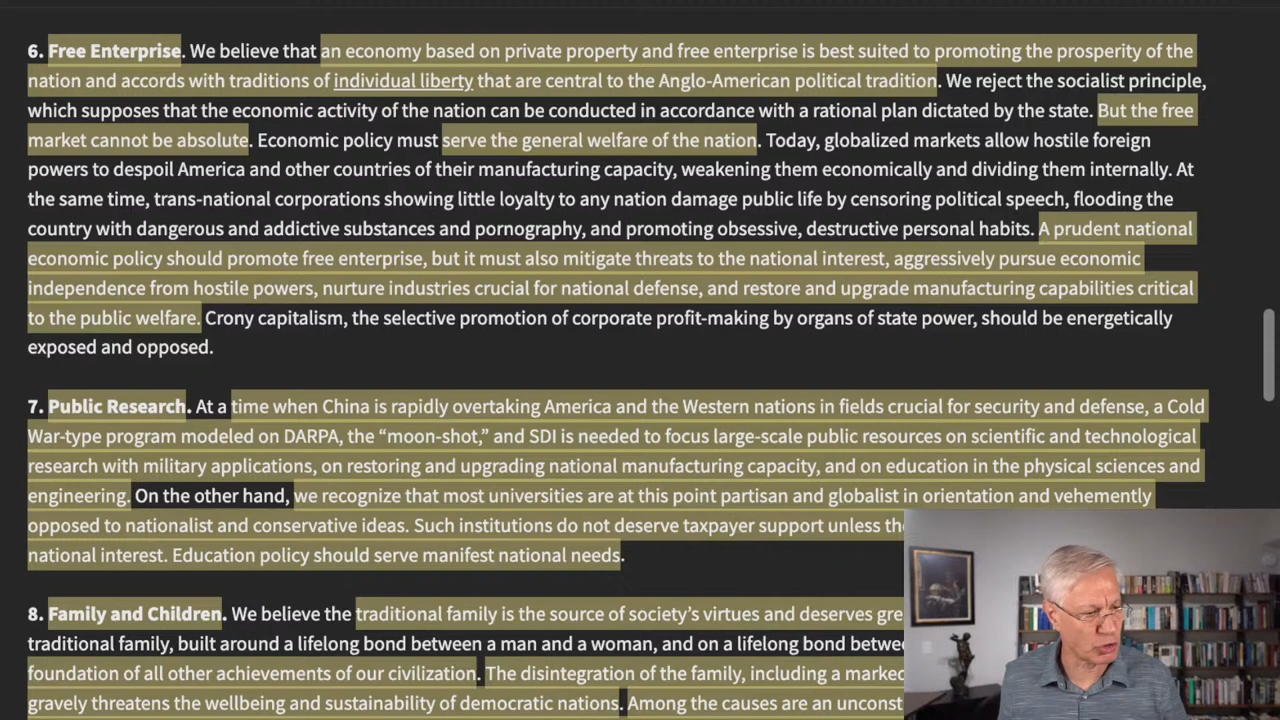 6. Free Enterprise. We believe that an economy based on private property and free enterprise is best suited to promoting the prosperity of the
nation and accords with traditions of individual liberty that are central to the Anglo-American political tradition. We reject the socialist principle,
which supposes that the economic activity of the nation can be conducted in accordance with a rational plan dictated by the state. But the free
market cannot be absolute. Economic policy must serve the general welfare of the nation. Today, globalized markets allow hostile foreign
powers to despoil America and other countries of their manufacturing capacity, weakening them economically and dividing them internally. At
the same time, trans-national corporations showing little loyalty to any nation damage public life by censoring political speech, flooding the
country with dangerous and addictive substances and pornography, and promoting obsessive, destructive personal habits. A prudent national
economic policy should promote free enterprise, but it must also mitigate threats to the national interest, aggressively pursue economic
independence from hostile powers, nurture industries crucial for national defense, and restore and upgrade manufacturing capabilities critical
to the public welfare. Crony capitalism, the selective promotion of corporate profit-making by organs of state power, should be energetically
exposed and opposed.
7. Public Research. At a time when China is rapidly overtaking America and the Western nations in fields crucial for security and defense, a Cold
War-type program modeled on DARPA, the “moon-shot,” and SDI is needed to focus large-scale public resources on scientific and technological
research with military applications, on restoring and upgrading national manufacturing capacity, and on education in the physical sciences and
engineering. On the other hand, we recognize that most universities are at this point partisan and globalist in orientation and vehemently
opposed to nationalist and conservative ideas. Such institutions do not deserve taxpayer support unless
national interest. Education policy should serve manifest national needs.
8. Family and Children. We believe the traditional family is the source of society’s virtues and deserves
traditional family, built around a lifelong bond between a man and a woman, and on a lifelong bond
foundation of all other achievements of our civilization. The disintegration of the family, including a
gravely threatens the wellbeing and sustainability of democratic nations. Among the causes are an